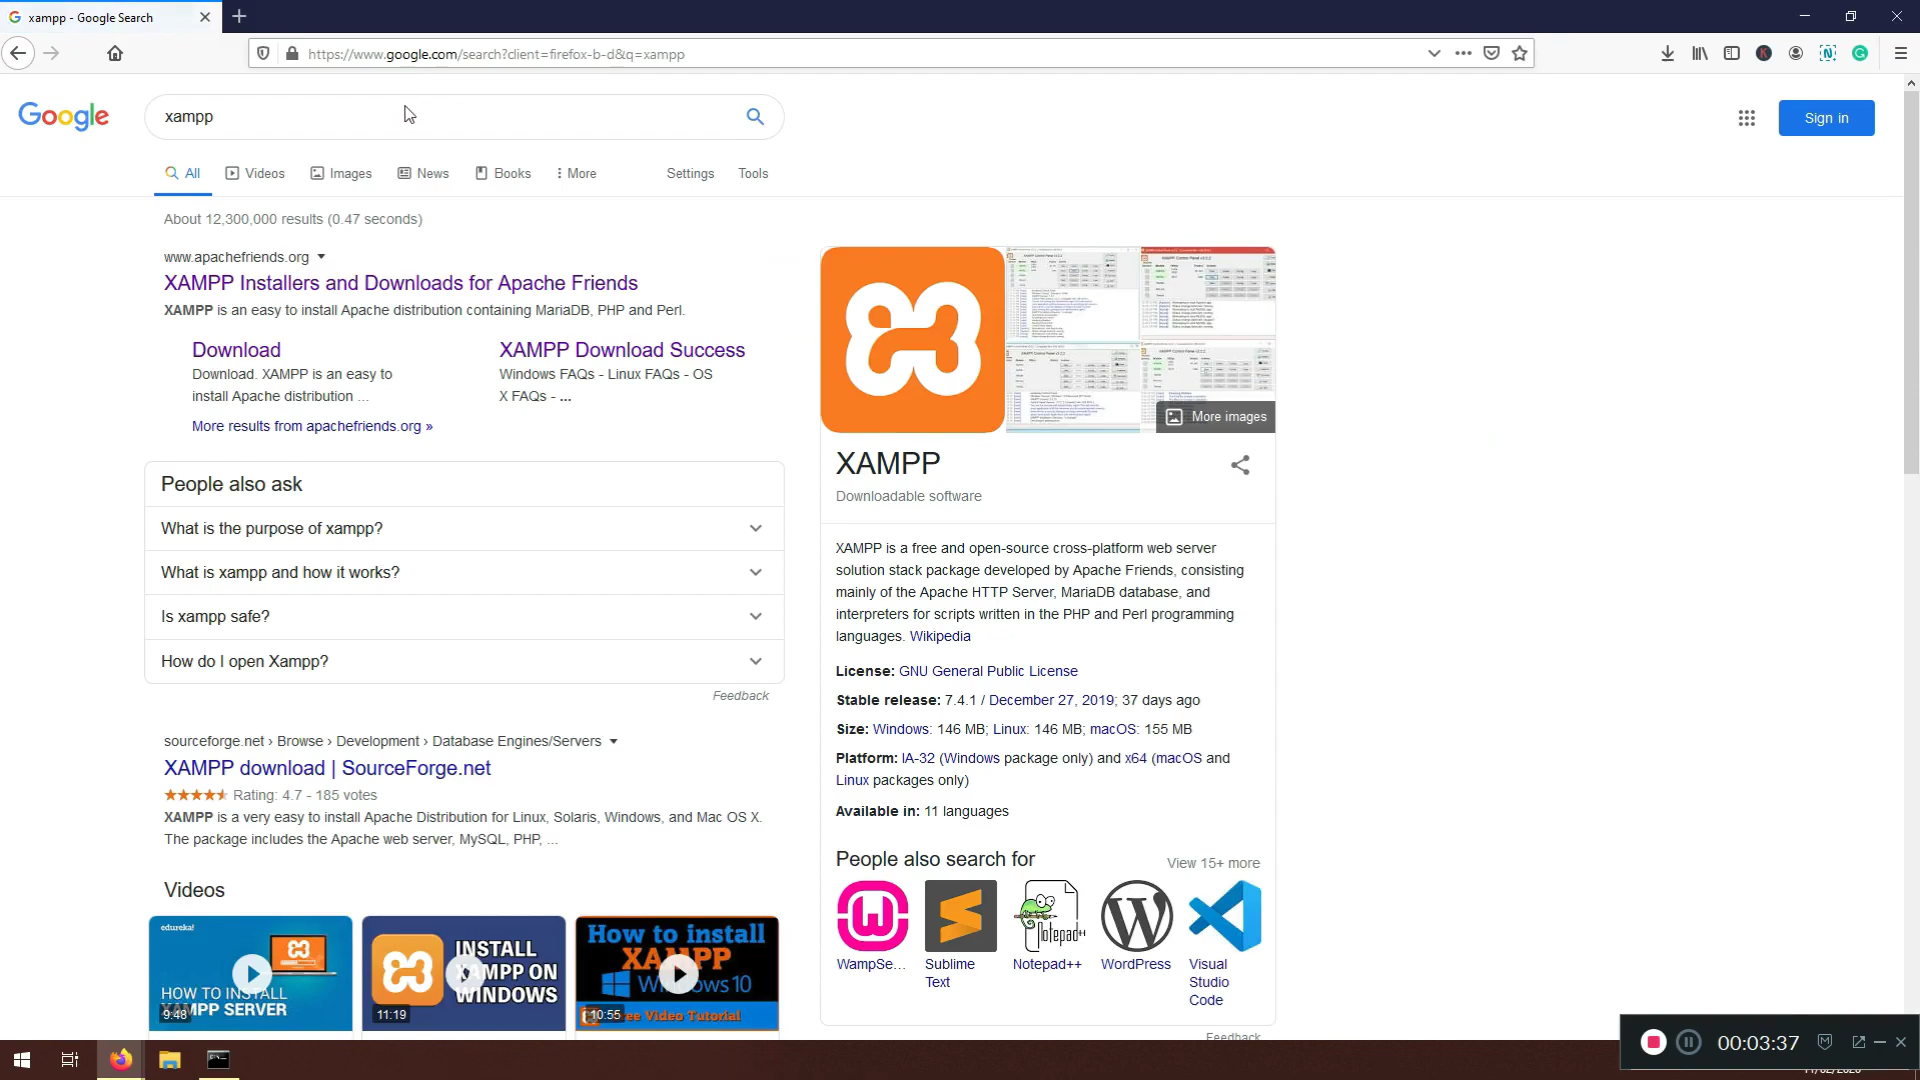 xampp - Google Search
https://www.google.com/search?client=firefox-b-d&q=xampp
Google
xampp
Sign in
All
Videos
Images
News
Books
More
Settings
Tools
About 12,300,000 results (0.47 seconds)
www.apachefriends.org
XAMPP Installers and Downloads for Apache Friends
XAMPP is an easy to install Apache distribution containing MariaDB, PHP and Perl.
Download
Download. XAMPP is an easy to
install Apache distribution ...
XAMPP Download Success
Windows FAQs - Linux FAQs - OS
X FAQs - ...
More results from apachefriends.org »
People also ask
What is the purpose of xampp?
What is xampp and how it works?
Is xampp safe?
How do I open Xampp?
Feedback
sourceforge.net › Browse › Development › Database Engines/Servers
XAMPP download | SourceForge.net
Rating: 4.7 - 185 votes
XAMPP is a very easy to install Apache Distribution for Linux, Solaris, Windows, and Mac OS X.
The package includes the Apache web server, MySQL, PHP, ...
Videos
edureka!
HOW TO INSTALL
XAMPP SERVER
9:48
INSTALL
XAMPP ON
WINDOWS
11:19
How to install
XAMPP
Windows 10
Free Video Tutorial
10:55
More images
XAMPP
Downloadable software
XAMPP is a free and open-source cross-platform web server
solution stack package developed by Apache Friends, consisting
mainly of the Apache HTTP Server, MariaDB database, and
interpreters for scripts written in the PHP and Perl programming
languages. Wikipedia
License: GNU General Public License
Stable release: 7.4.1 / December 27, 2019; 37 days ago
Size: Windows: 146 MB; Linux: 146 MB; macOS: 155 MB
Platform: IA-32 (Windows package only) and x64 (macOS and
Linux packages only)
Available in: 11 languages
People also search for
View 15+ more
WampSe...
Sublime
Text
Notepad++
Notepad++
WordPress
Visual
Studio
Code
Feedback
00:03:37